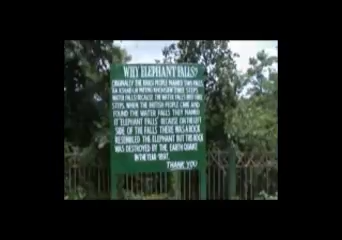 WHY ELEPHANT FALLS?
ORIGINALLY THE KHASI PEOPLE NAMED THIS FALLS
WATER FALLS) BECAUSE THE WATER FALLS INTO THREE
STEPS. WHEN THE BRITISH PEOPLE CAME AND
FOUND THE WATER FALLS THEY NAMED
IT 'ELEPHANT FALLS' BECAUSE ON THE LEFT
SIDE OF THE FALLS THERE WAS A ROCK
RESEMBLED THE ELEPHANT BUT THIS ROCK
WAS DESTROYED BY THE EARTH QUAKE
IN THE YEAR 1897.
THANK YOU